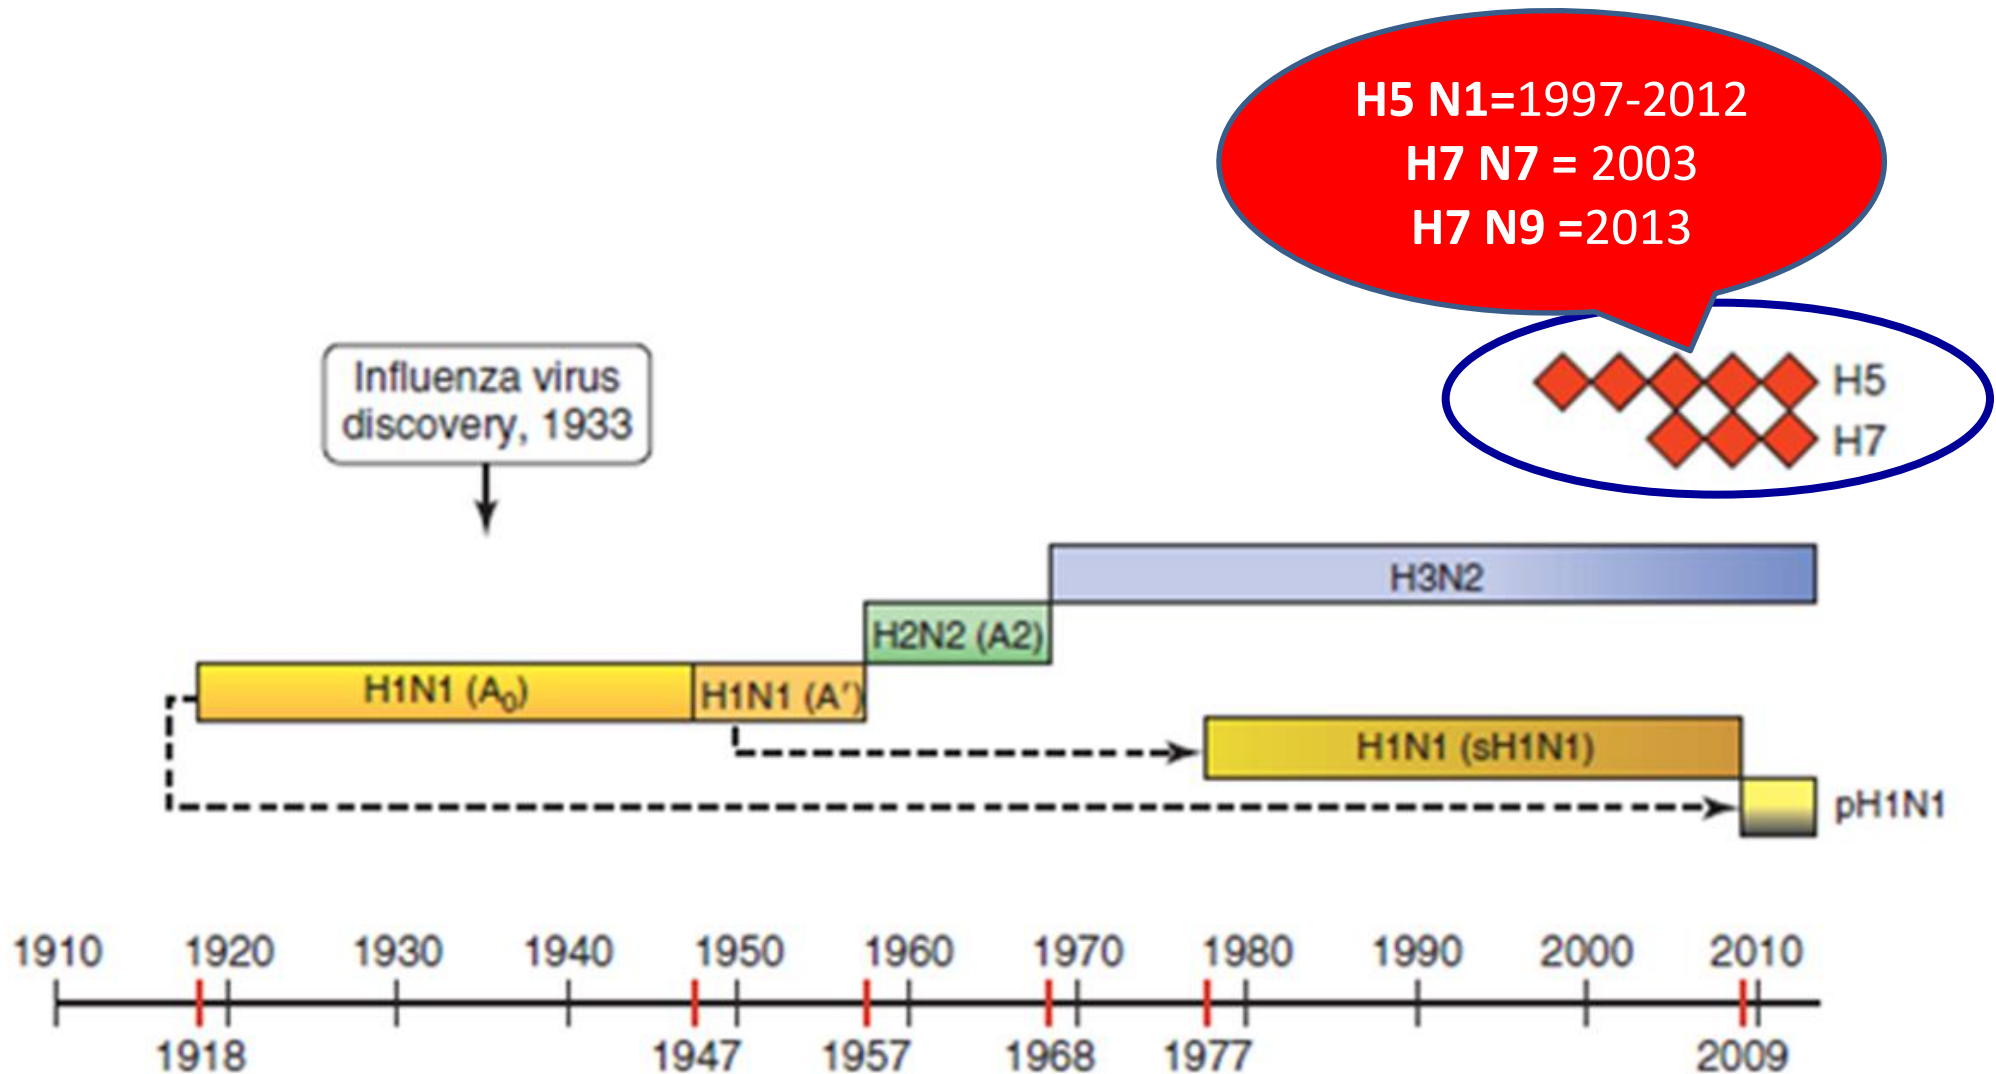 H5 N1=1997-2012
H7 N7 = 2003
H7 N9 =2013
Influenza virus
discovery, 1933
H5
H7
H3N2
H2N2 (A2)
H1N1 (A₀)
H1N1 (A′)
H1N1 (sH1N1)
pH1N1
1910 1920 1930 1940 1950 1960 1970 1980 1990 2000 2010
1918 1947 1957 1968 1977 2009